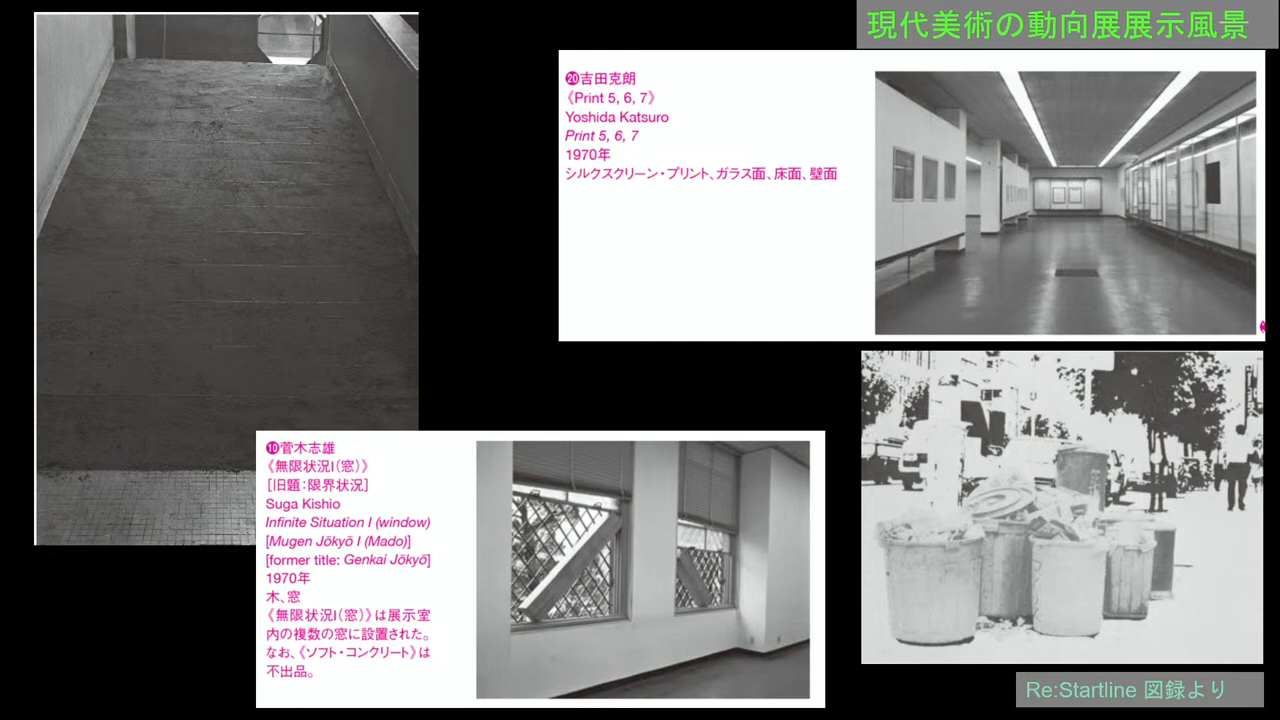 現代美術の動向展展示風景
⑳吉田克朗
《Print 5, 6, 7》
Yoshida Katsuro
Print 5, 6, 7
1970年
シルクスクリーン・プリント、ガラス面、床面、壁面
⑩菅木志雄
《無限状況I(窓)》
[旧題:限界状況]
Suga Kishio
Infinite Situation I (window)
[Mugen Jōkyō I (Mado)]
[former title: Genkai Jōkyō]
1970年
木、窓
《無限状況I(窓)》は展示室
内の複数の窓に設置された。
なお、《ソフト・コンクリート》は
不出品。
Re:Startline 図録より